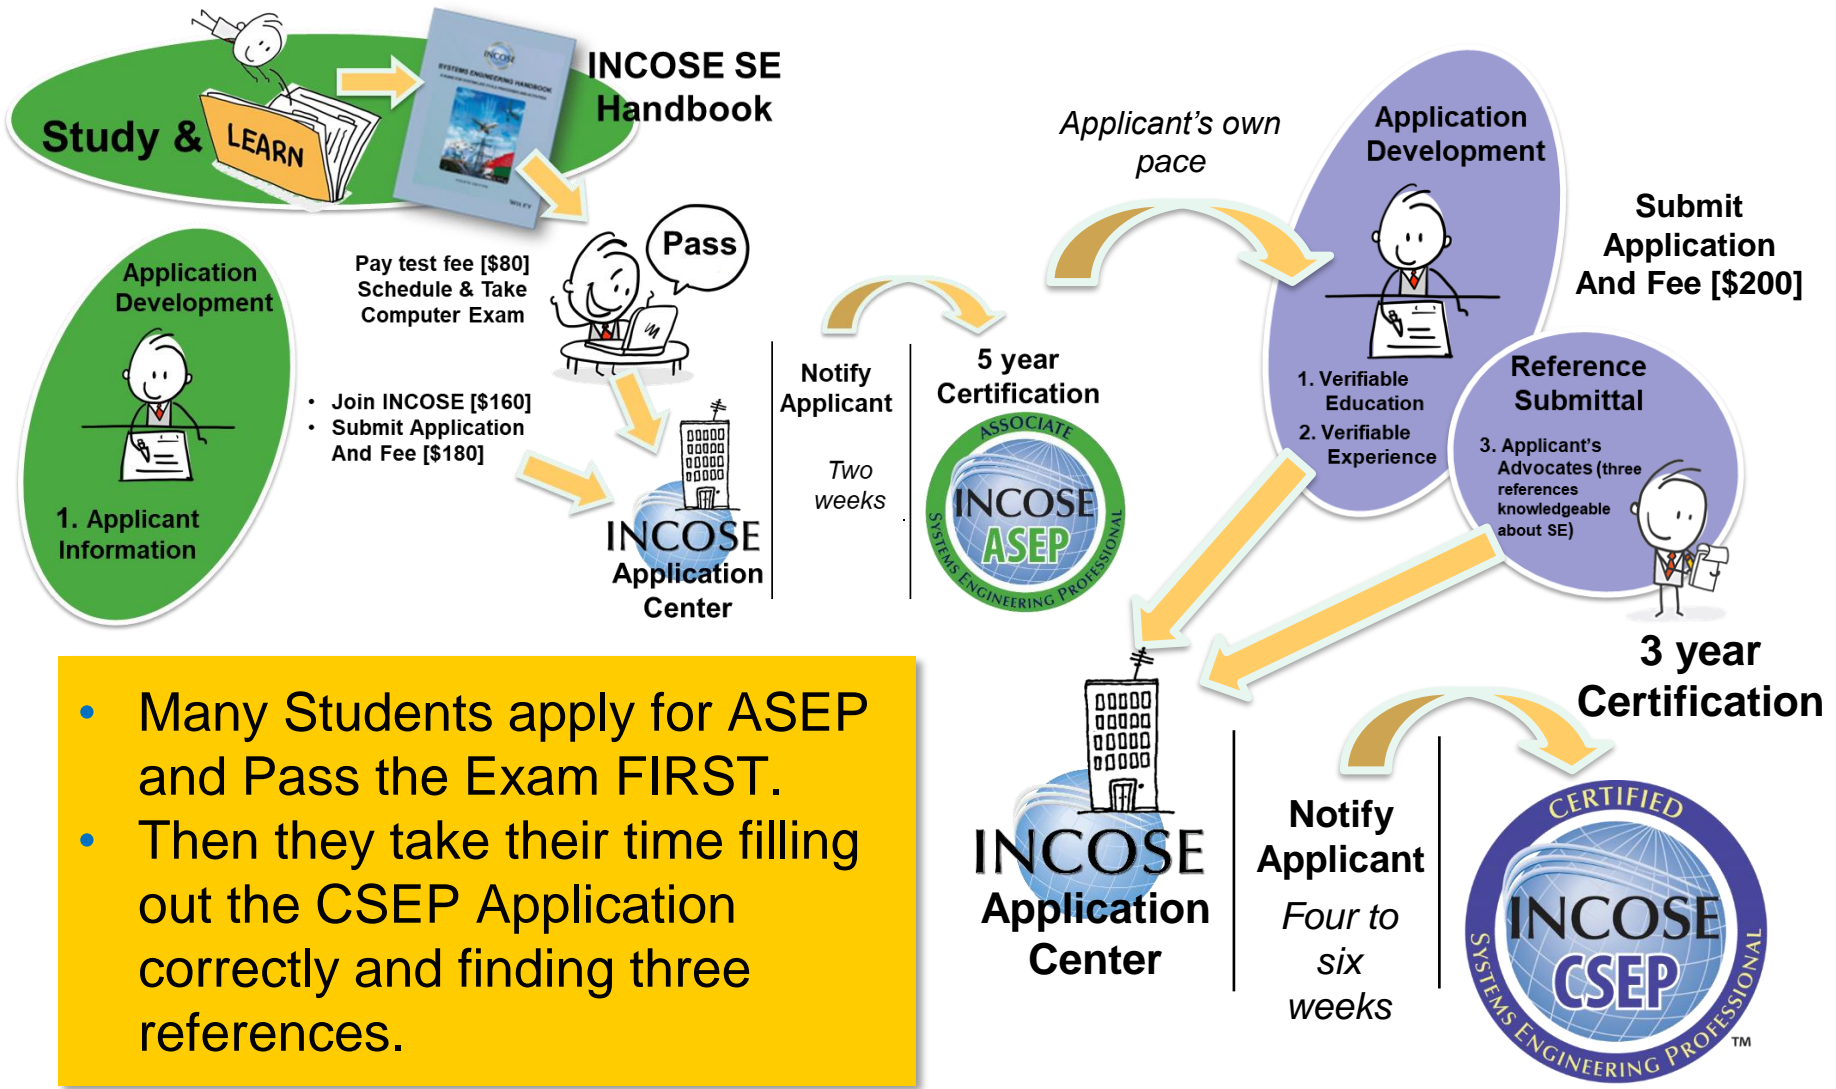 Study &
LEARN
INCOSE
SYSTEMS ENGINEERING HANDBOOK
WILEY
INCOSE SE
Handbook
Application
Development
1. Applicant
Information
Pay test fee [$80]
Schedule & Take
Computer Exam
Pass
• Join INCOSE [$160]
• Submit Application
And Fee [$180]
INCOSE
Application
Center
Notify
Applicant
Two
weeks
5 year
Certification
ASSOCIATE
INCOSE
ASEP
SYSTEMS ENGINEERING PROFESSIONAL
Applicant's own
pace
Application
Development
1. Verifiable
Education
2. Verifiable
Experience
Submit
Application
And Fee [$200]
Reference
Submittal
3. Applicant's
Advocates (three
references
knowledgeable
about SE)
INCOSE
Application
Center
Notify
Applicant
Four to
six
weeks
3 year
Certification
CERTIFIED
INCOSE
CSEP
SYSTEMS ENGINEERING PROFESSIONAL
TM
• Many Students apply for ASEP
and Pass the Exam FIRST.
• Then they take their time filling
out the CSEP Application
correctly and finding three
references.